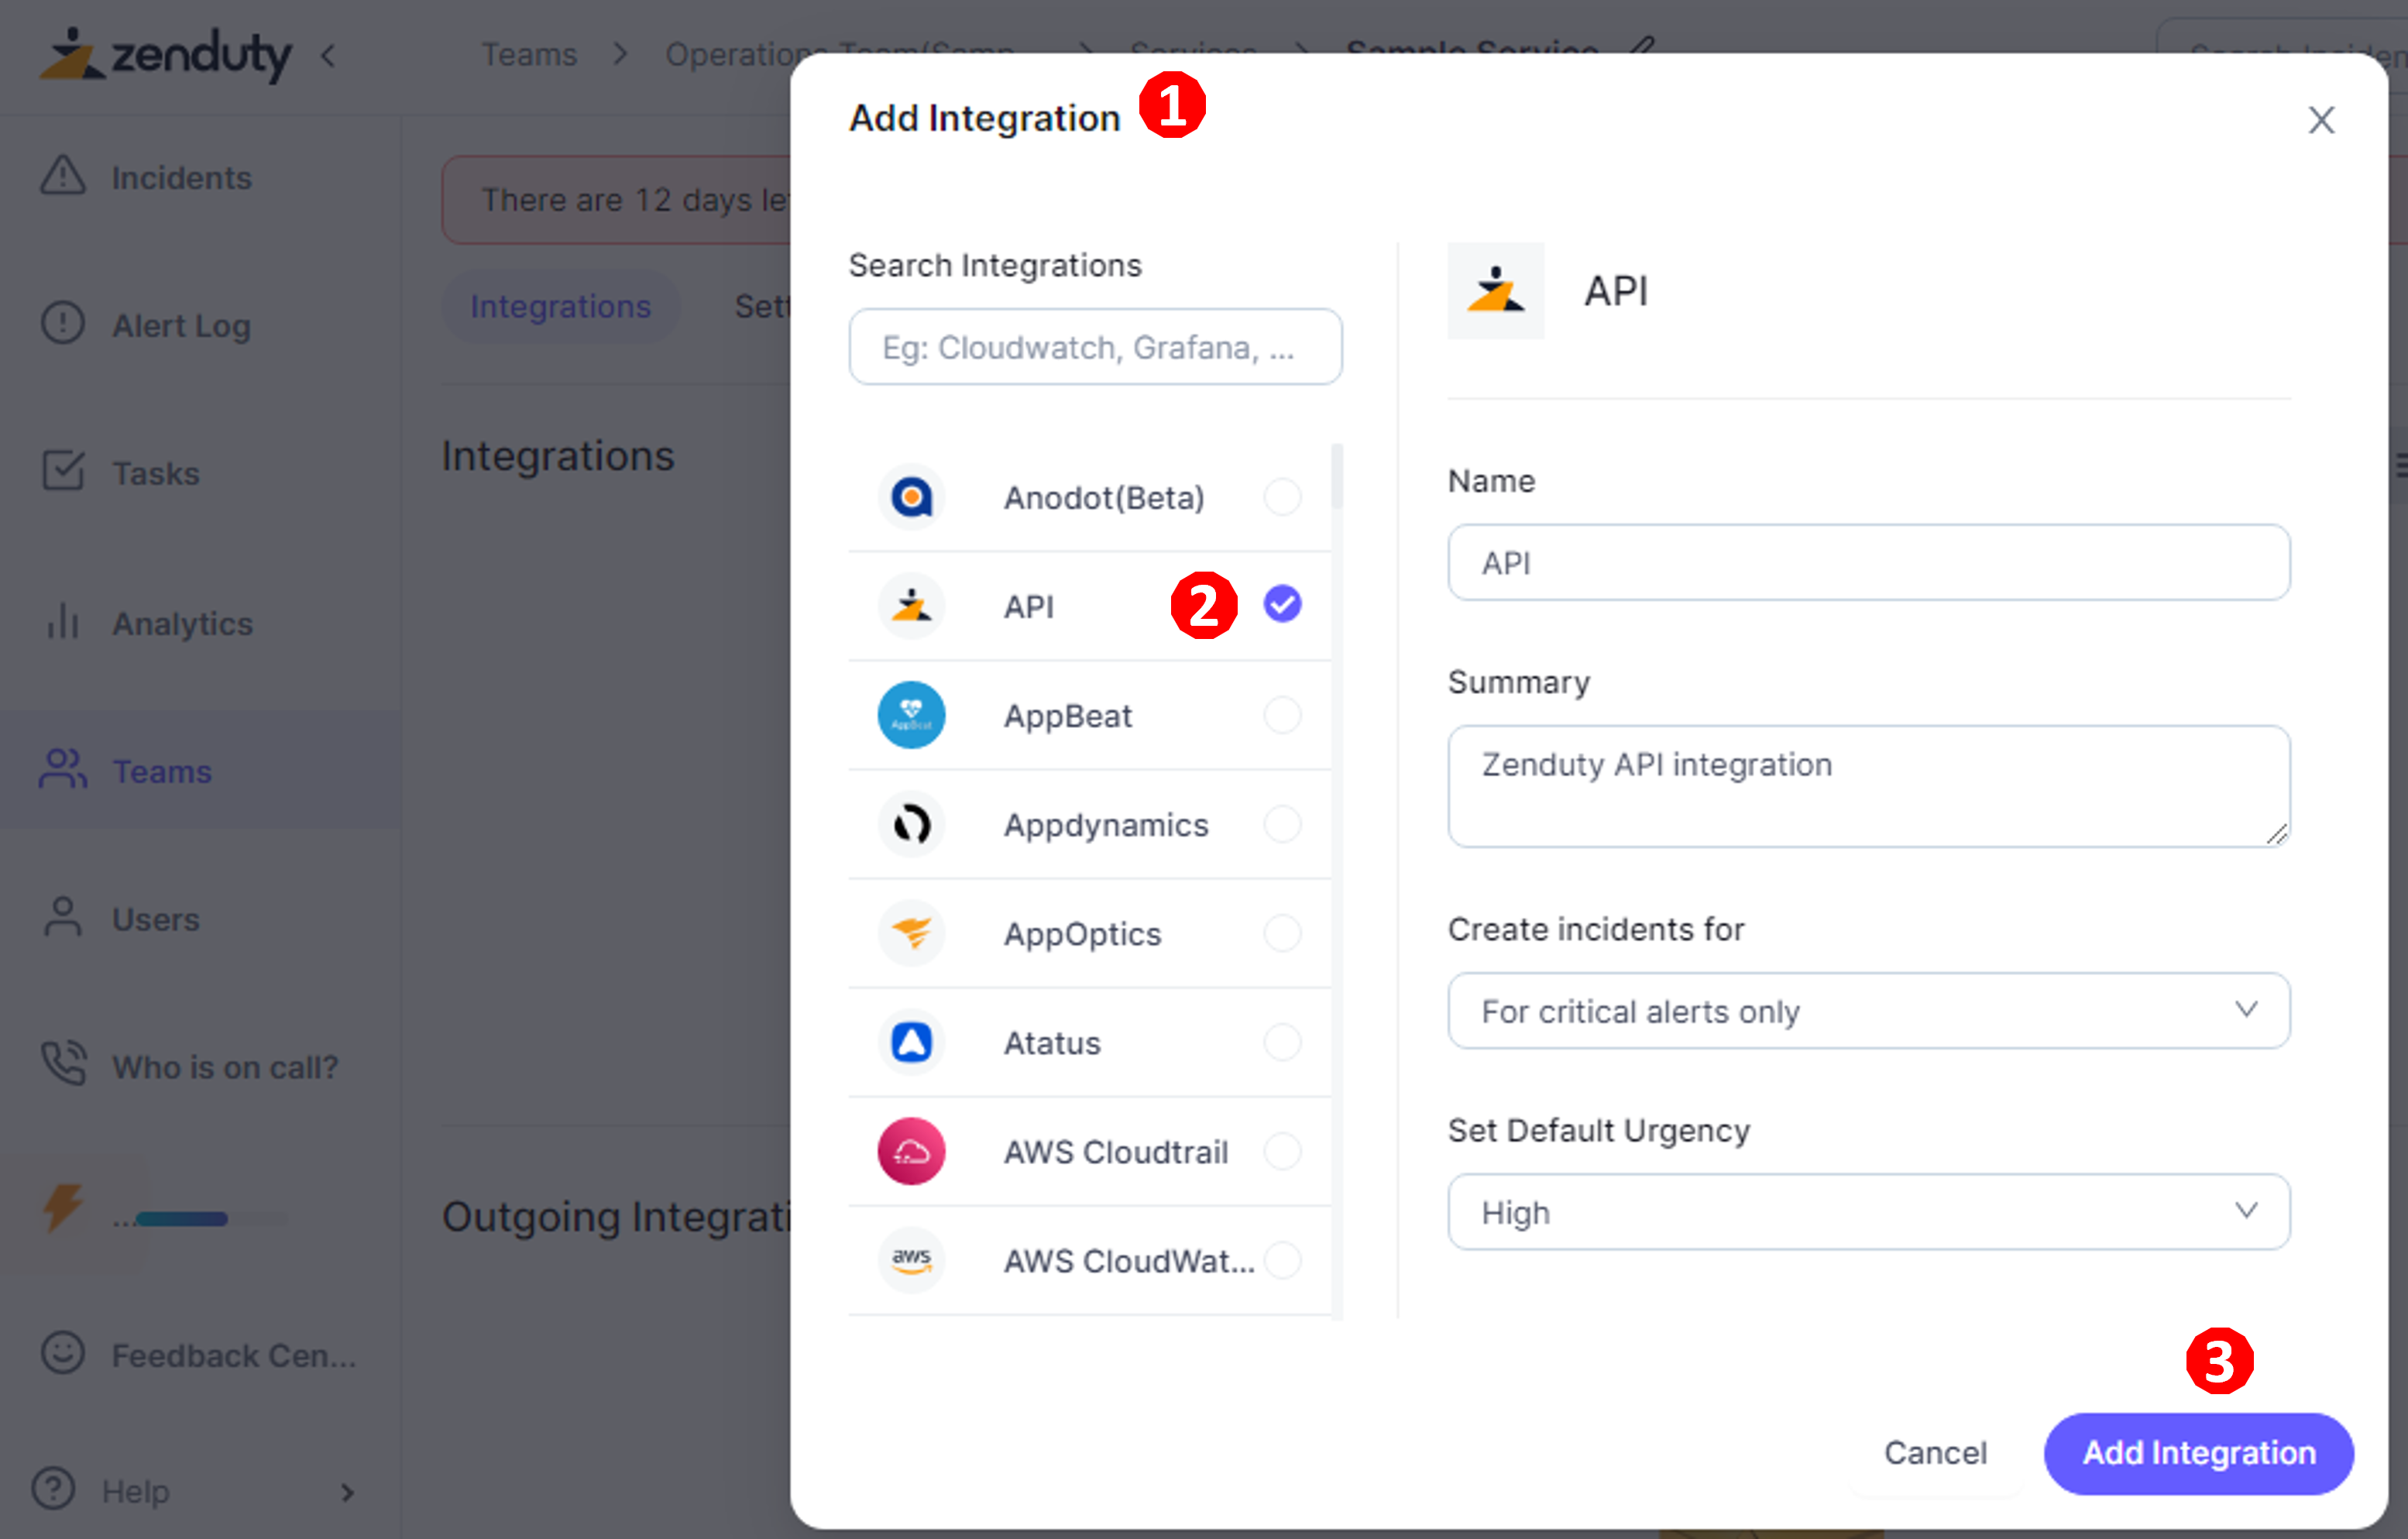 zenduty
Teams > Operations Team(Samp... > Services > Sample Service
Add Integration 1
Incidents
There are 12 days le
Search Integrations
API
Integrations
Sett
Eg: Cloudwatch, Grafana, ...
Alert Log
Integrations
Name
Tasks
Anodot(Beta)
API
API
2
Analytics
Summary
AppBeat
AppBeat
Zenduty API integration
Teams
Appdynamics
Users
AppOptics
Create incidents for
For critical alerts only
Who is on call?
Atatus
Set Default Urgency
AWS Cloudtrail
...
Outgoing Integrati
High
aws
AWS CloudWat...
Feedback Cen...
3
Help
Cancel
Add Integration